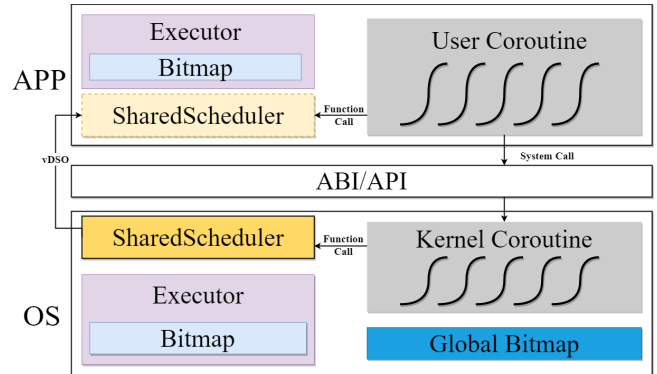 APP
Executor
Bitmap
SharedScheduler
Function
Call
User Coroutine
vDSO
System Call
ABI/API
OS
SharedScheduler
Function
Call
Kernel Coroutine
Executor
Bitmap
Global Bitmap